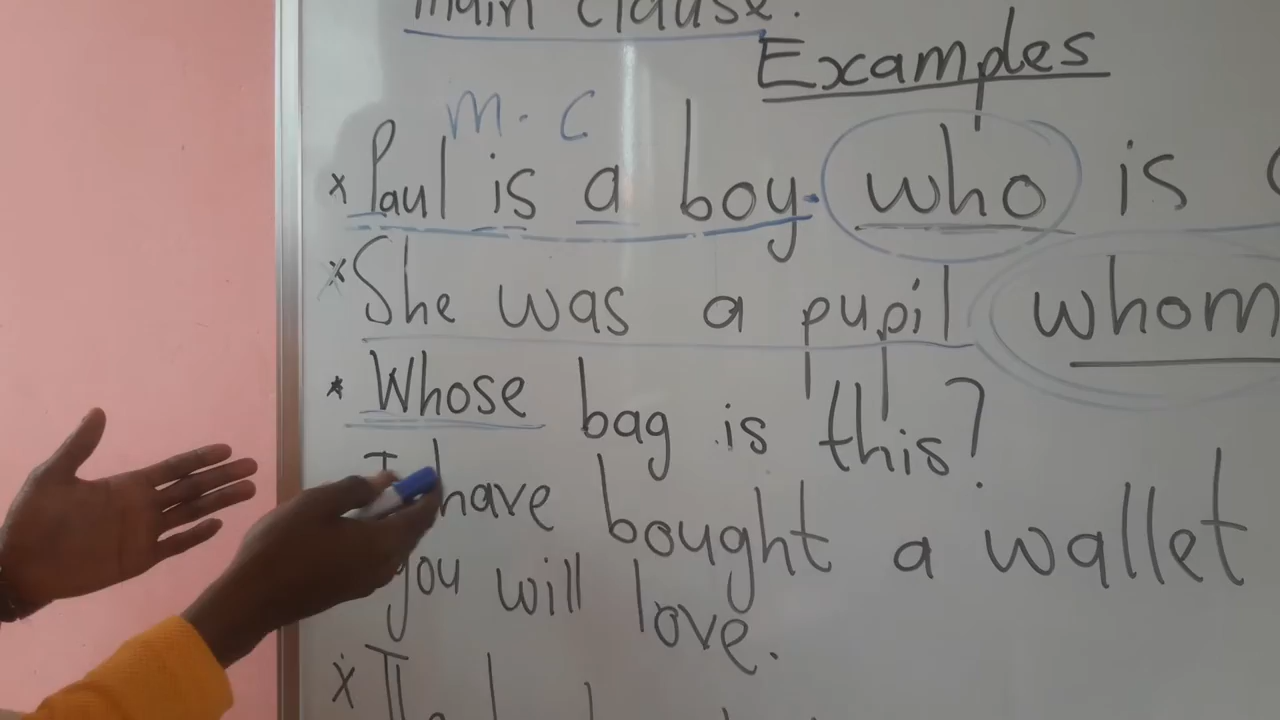 main clause.
Examples
m. c
* Paul is a boy. who is
* She was a pupil whom
* Whose bag is this?
I have bought a wallet
you will love.